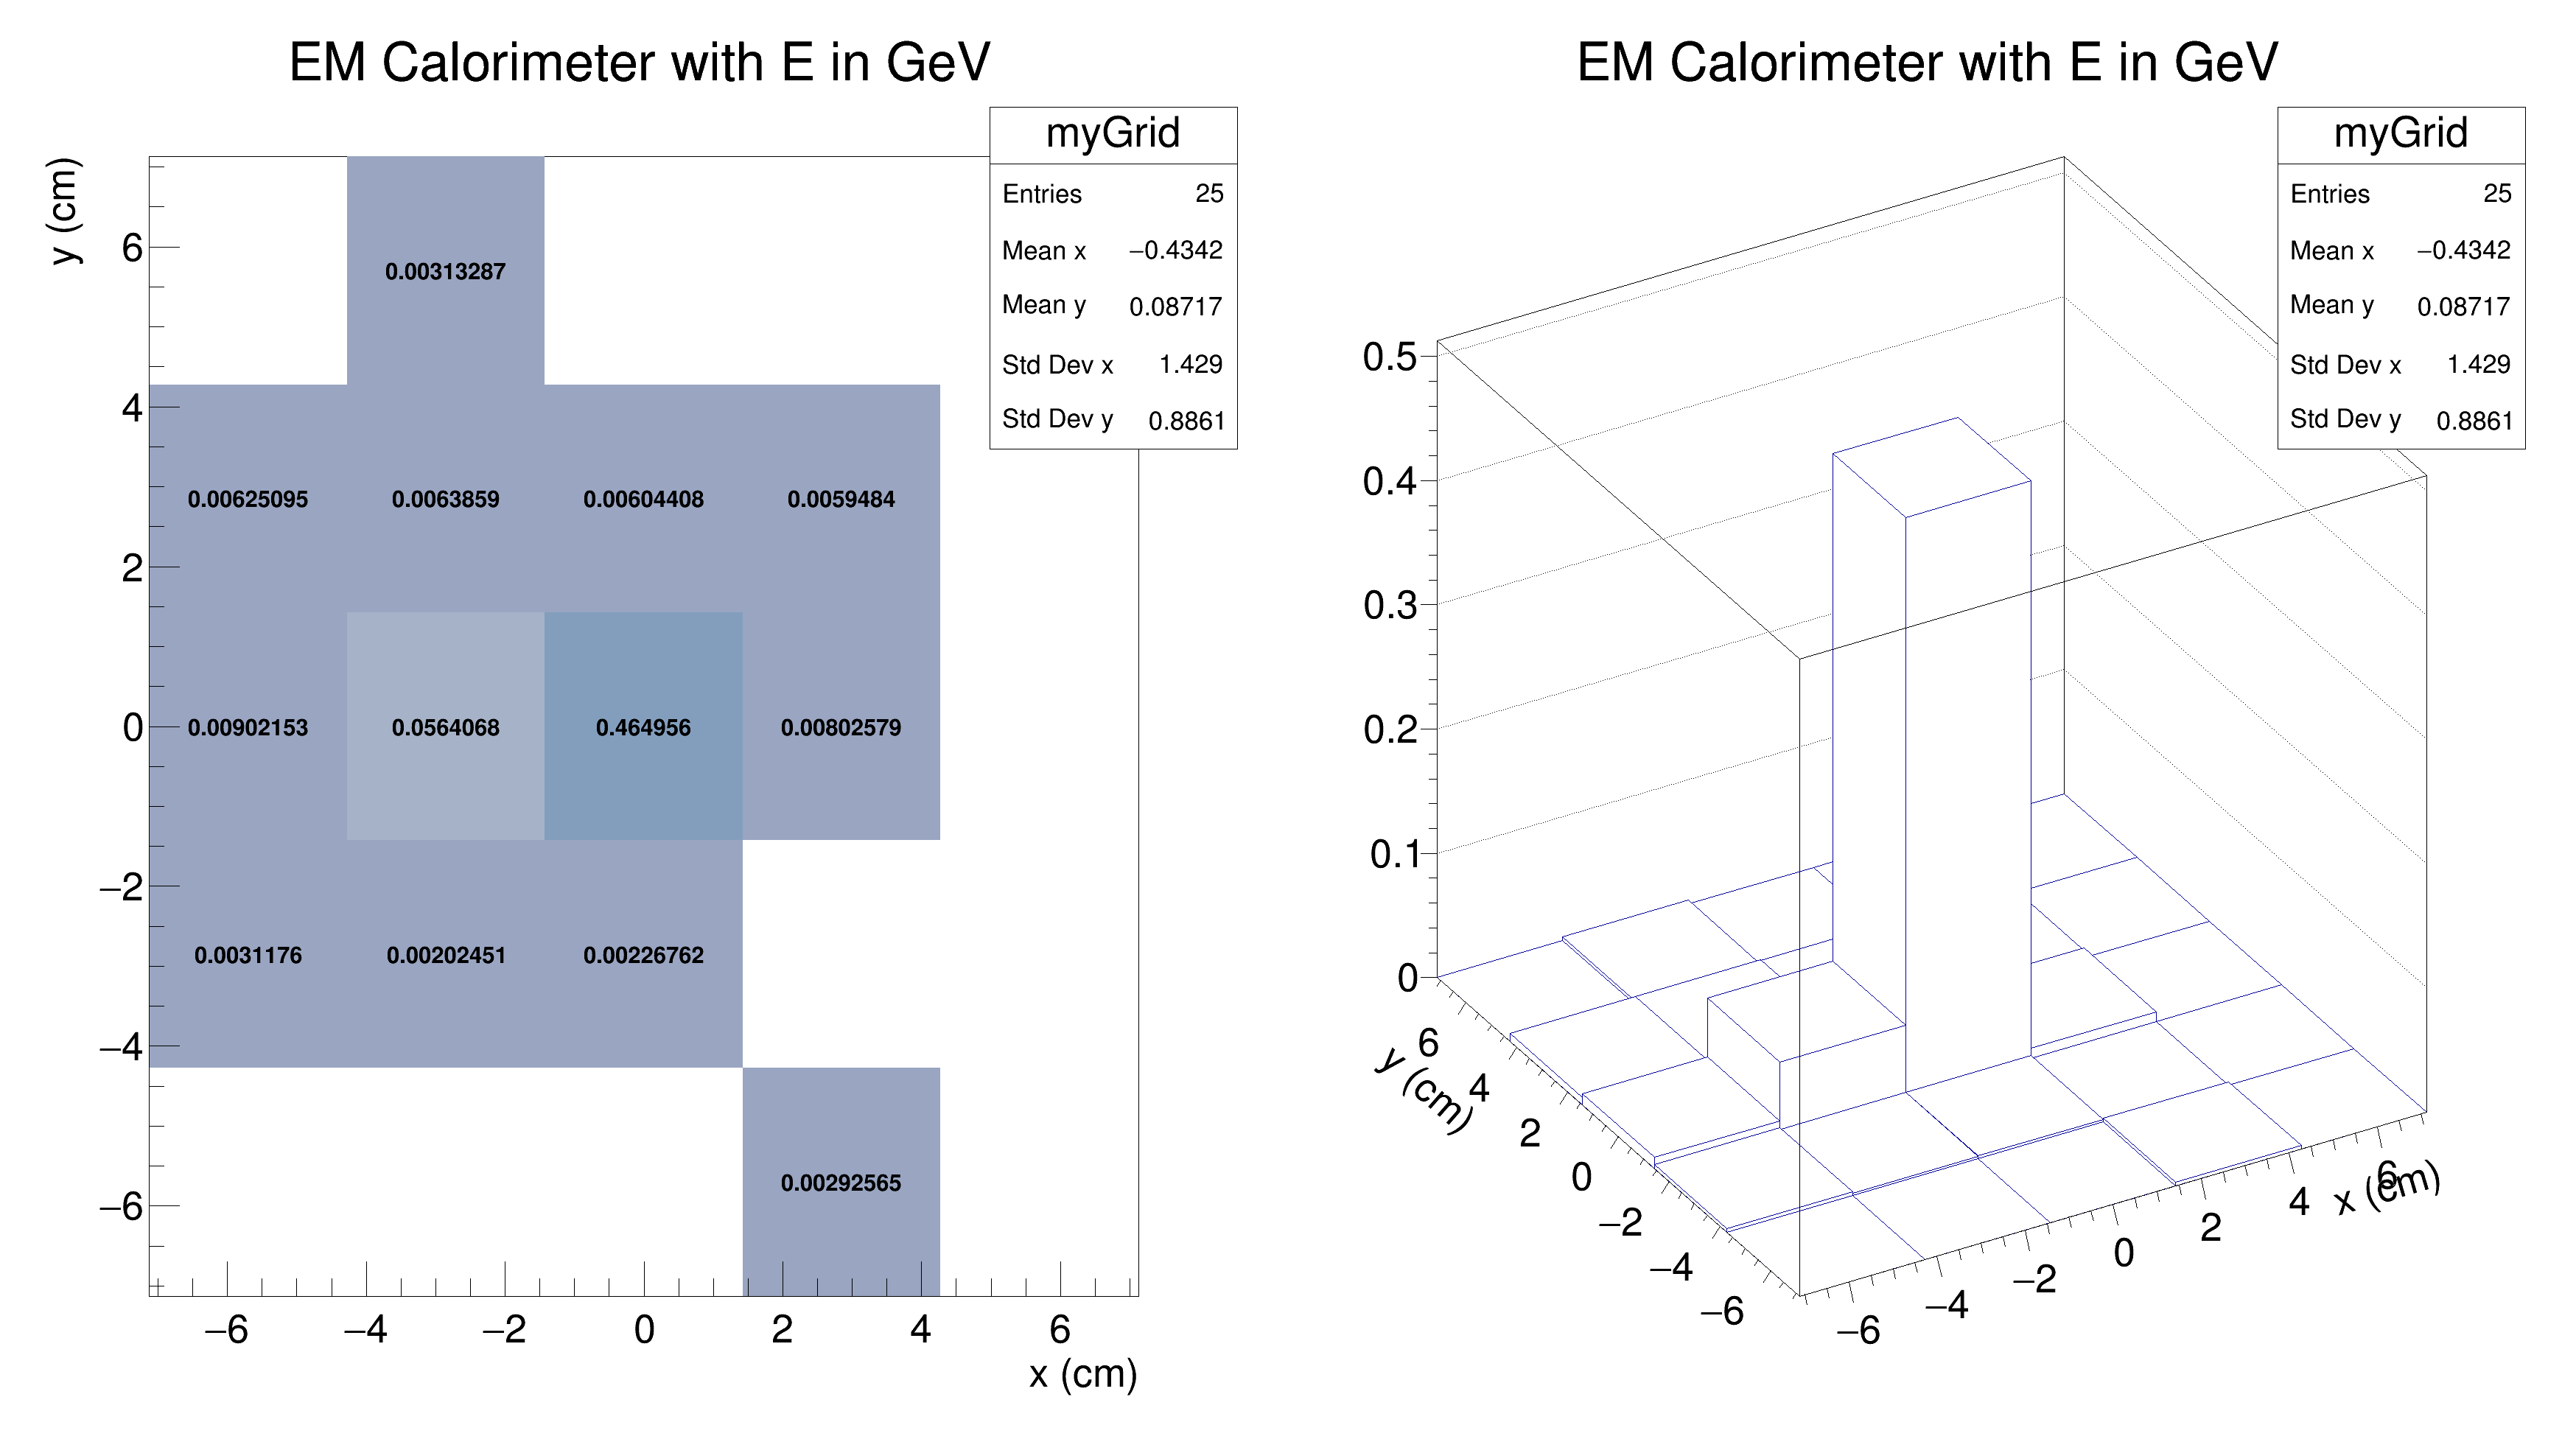 EM Calorimeter with E in GeV
myGrid
Entries 25
Mean x −0.4342
Mean y 0.08717
Std Dev x 1.429
Std Dev y 0.8861
y (cm)
6
4
2
0
−2
−4
−6
0.00313287
0.00625095 0.0063859 0.00604408 0.0059484
0.00902153 0.0564068 0.464956 0.00802579
0.0031176 0.00202451 0.00226762
0.00292565
−6 −4 −2 0 2 4 6
x (cm)
EM Calorimeter with E in GeV
myGrid
Entries 25
Mean x −0.4342
Mean y 0.08717
Std Dev x 1.429
Std Dev y 0.8861
0.5
0.4
0.3
0.2
0.1
0
y (cm)
6
4
2
0
−2
−4
−6
−6 −4 −2 0 2 4 6
x (cm)